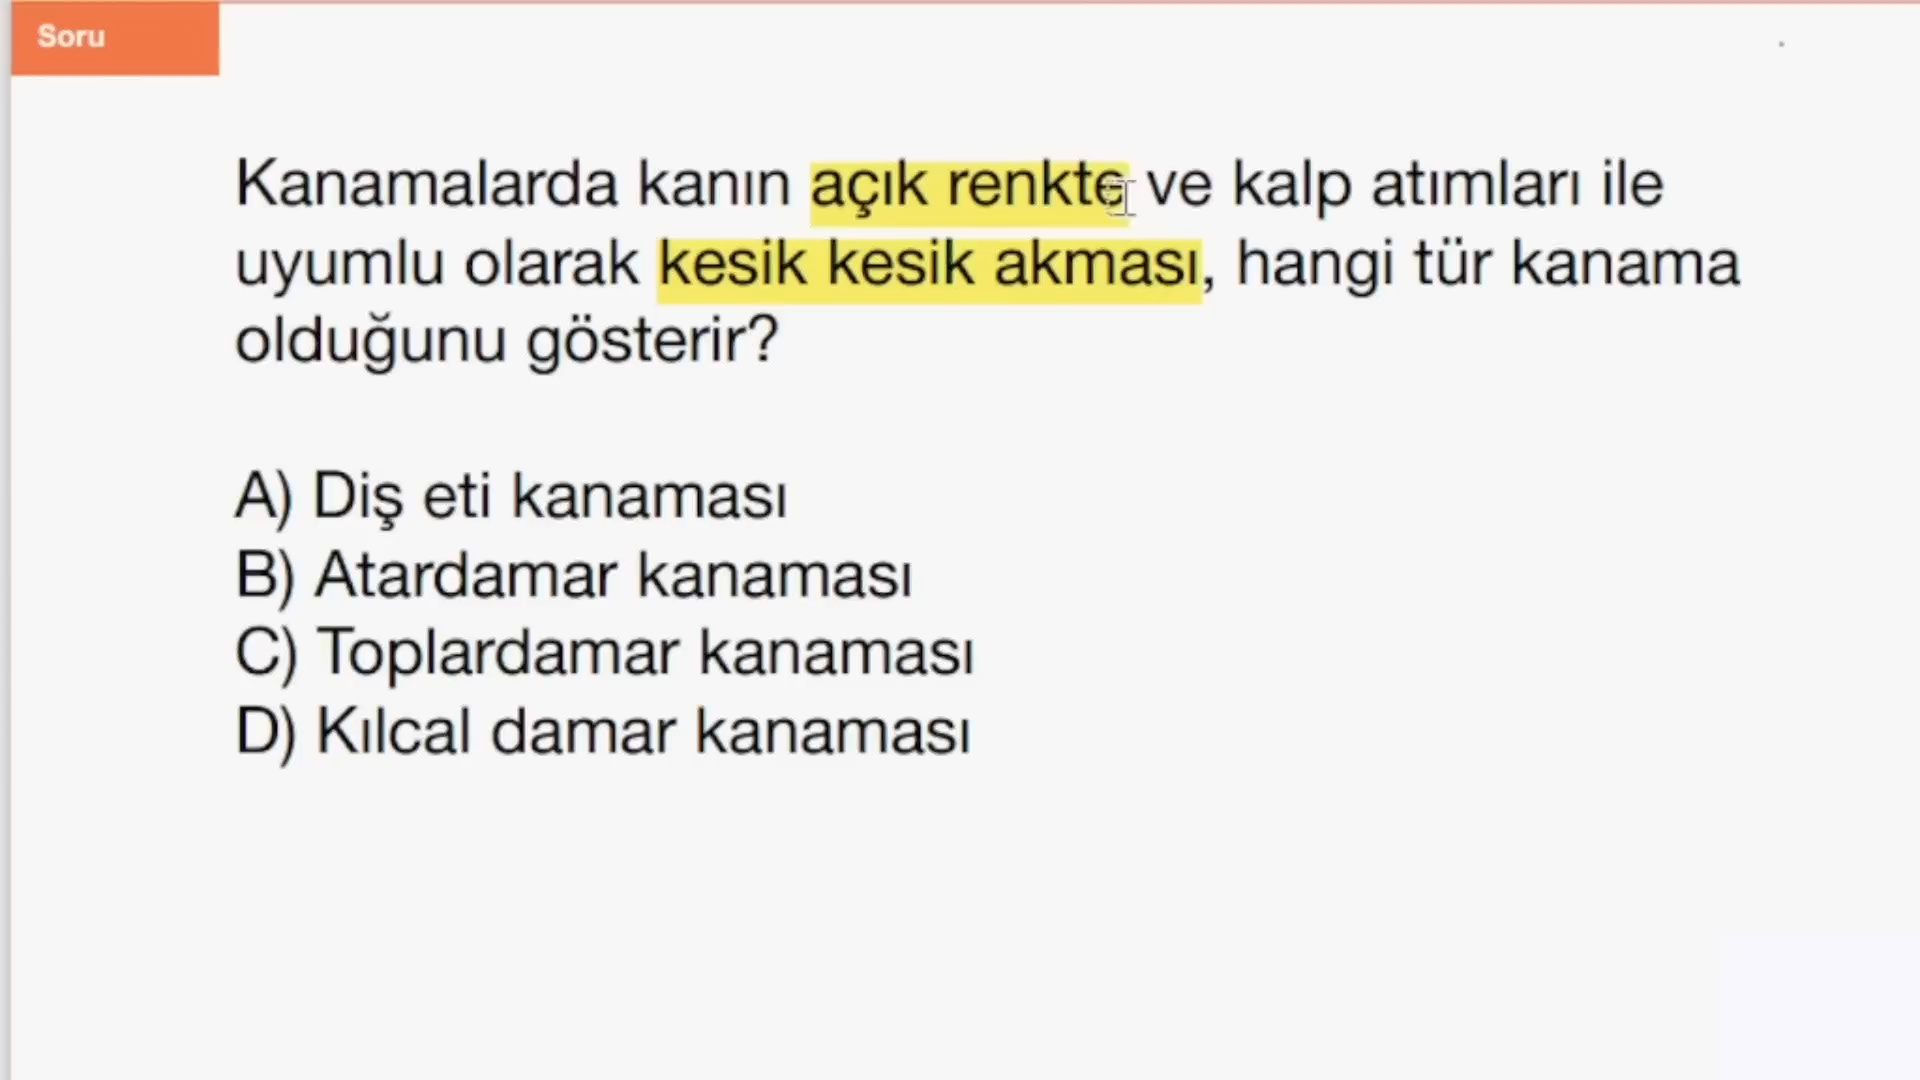 Soru
Kanamalarda kanın açık renkte ve kalp atımları ile
uyumlu olarak kesik kesik akması, hangi tür kanama
olduğunu gösterir?
A) Diş eti kanaması
B) Atardamar kanaması
C) Toplardamar kanaması
D) Kılcal damar kanaması